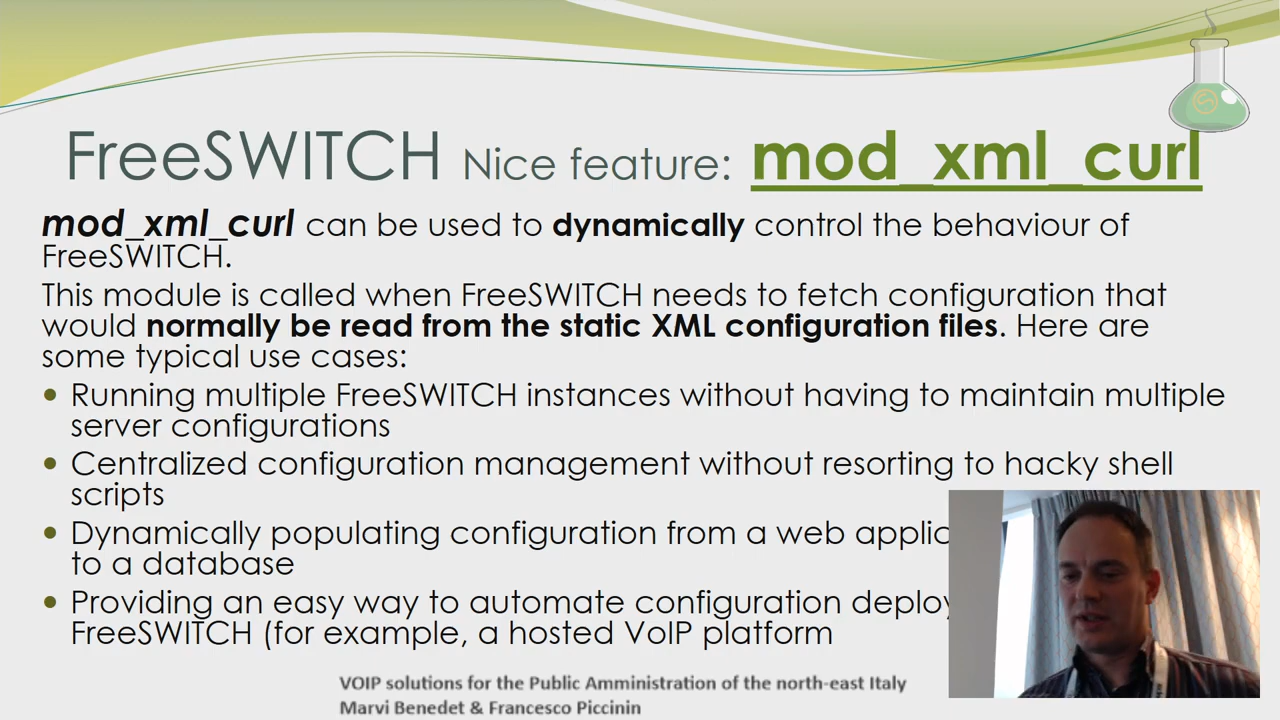 FreeSWITCH Nice feature: mod_xml_curl
mod_xml_curl can be used to dynamically control the behaviour of
FreeSWITCH.
This module is called when FreeSWITCH needs to fetch configuration that
would normally be read from the static XML configuration files. Here are
some typical use cases:
• Running multiple FreeSWITCH instances without having to maintain multiple
server configurations
• Centralized configuration management without resorting to hacky shell
scripts
• Dynamically populating configuration from a web applic
to a database
• Providing an easy way to automate configuration deploy
FreeSWITCH (for example, a hosted VoIP platform
VOIP solutions for the Public Amministration of the north-east Italy
Marvi Benedet & Francesco Piccinin